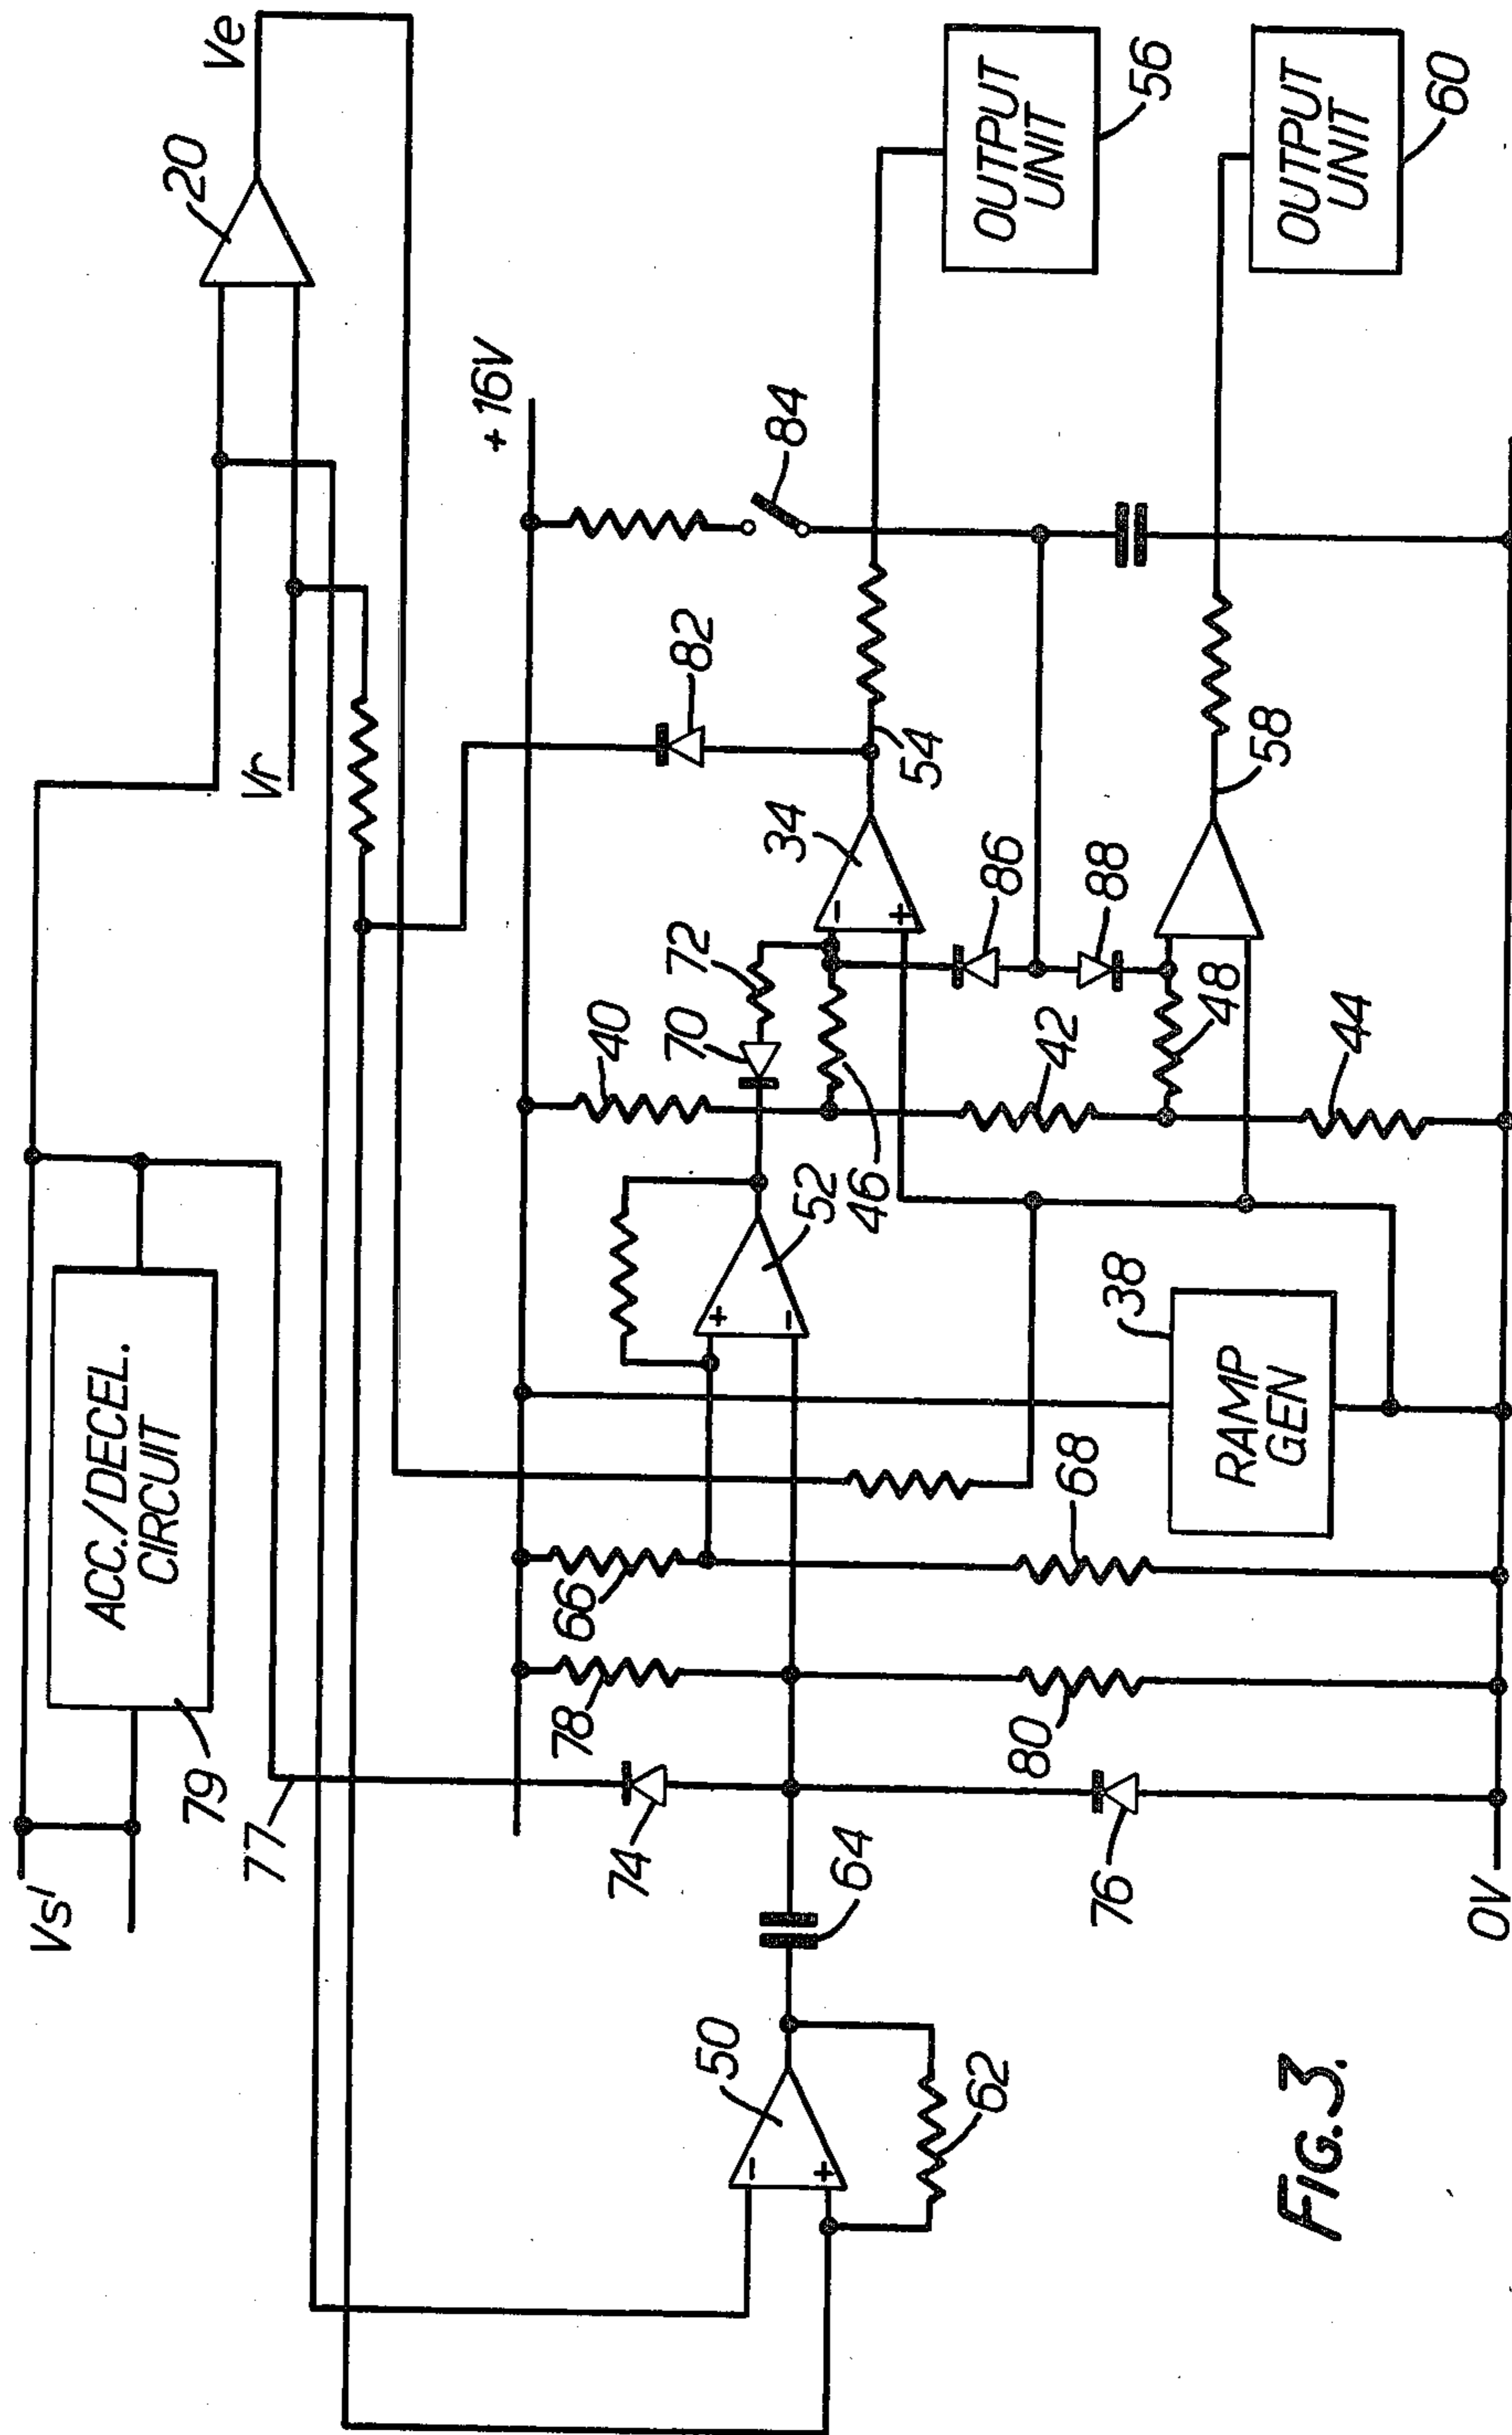 Ve
20
Vs'
ACC./DECEL.
CIRCUIT
79
77
Vr
+16V
84
82
OUTPUT
UNIT
56
OUTPUT
UNIT
60
34
-
+
54
58
86
88
72
70
40
46
42
48
44
52
+
-
38
RAMP
GEN
66
68
78
80
74
76
64
50
-
+
62
0V
FIG.3.